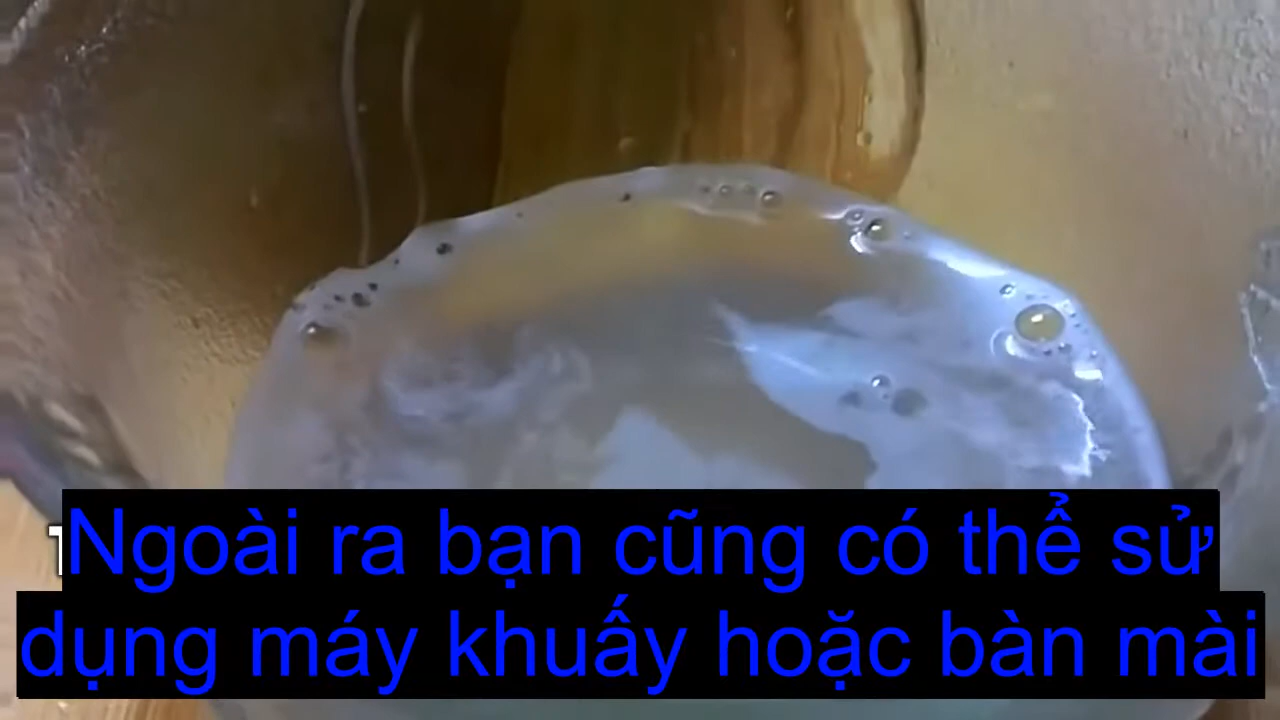 Ngoài ra bạn cũng có thể sử
dụng máy khuấy hoặc bàn mài